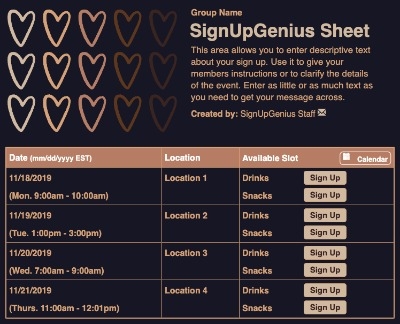 Group Name
SignUpGenius Sheet
This area allows you to enter descriptive text
about your sign up. Use it to give your
members instructions or to clarify the details
of the event. Enter as little or as much text as
you need to get your message across.
Created by: SignUpGenius Staff
Date (mm/dd/yyyy EST) Location Available Slot Calendar
11/18/2019 Location 1 Drinks Sign Up
(Mon. 9:00am - 10:00am) Snacks Sign Up
11/19/2019 Location 2 Drinks Sign Up
(Tue. 1:00pm - 3:00pm) Snacks Sign Up
11/20/2019 Location 3 Drinks Sign Up
(Wed. 7:00am - 9:00am) Snacks Sign Up
11/21/2019 Location 4 Drinks Sign Up
(Thurs. 11:00am - 12:01pm) Snacks Sign Up